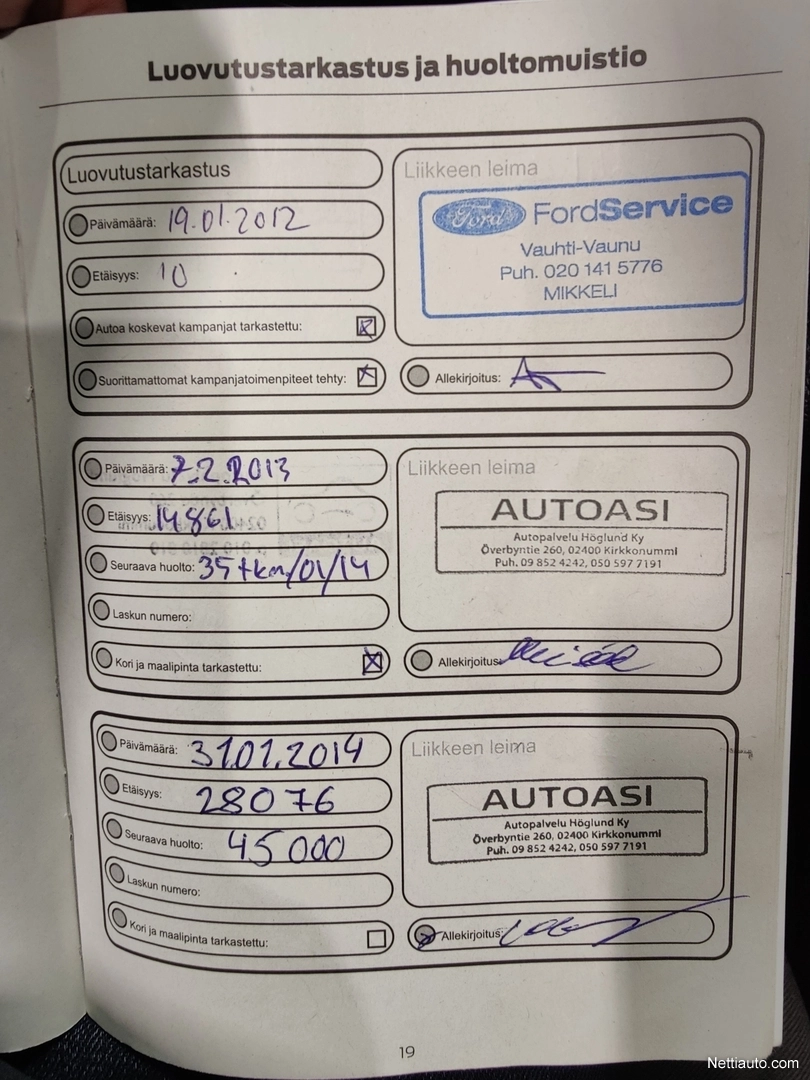 Luovutustarkastus ja huoltomuistio
Luovutustarkastus
Päivämäärä: 19.01.2012
Etäisyys: 10
Autoa koskevat kampanjat tarkastettu:
Suorittamattomat kampanjatoimenpiteet tehty:
Liikkeen leima
Ford FordService
Vauhti-Vaunu
Puh. 020 141 5776
MIKKELI
Allekirjoitus:
Päivämäärä: 7.2.2013
Etäisyys: 14861
Seuraava huolto: 35tkm/01/14
Laskun numero:
Kori ja maalipinta tarkastettu:
Liikkeen leima
AUTOASI
Autopalvelu Höglund Ky
Överbyntie 260, 02400 Kirkkonummi
Puh. 09 852 4242, 050 597 7191
Allekirjoitus:
Päivämäärä: 31.01.2014
Etäisyys: 28076
Seuraava huolto: 45 000
Laskun numero:
Kori ja maalipinta tarkastettu:
Liikkeen leima
AUTOASI
Autopalvelu Höglund Ky
Överbyntie 260, 02400 Kirkkonummi
Puh. 09 852 4242, 050 597 7191
Allekirjoitus:
19
Nettiauto.com